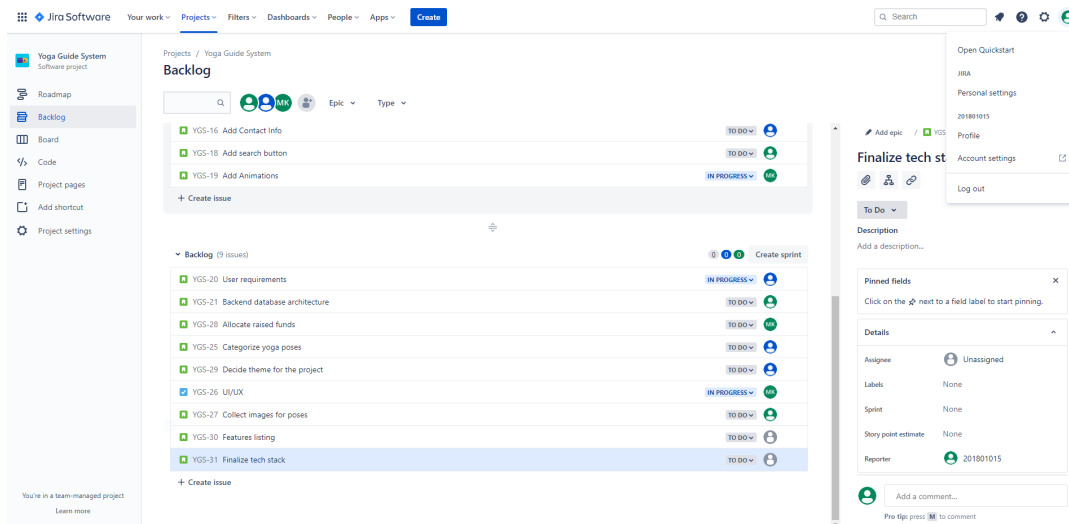 Jira Software Your work Projects Filters Dashboards People Apps Create Search
Yoga Guide System
Software project
Roadmap
Backlog
Board
Code
Project pages
Add shortcut
Project settings
You're in a team-managed project
Learn more
Projects / Yoga Guide System
Backlog
MK Epic Type
YGS-16 Add Contact Info TO DO
YGS-18 Add search button TO DO
YGS-19 Add Animations IN PROGRESS MK
+ Create issue
Backlog (9 issues) 0 0 0 Create sprint
YGS-20 User requirements IN PROGRESS
YGS-21 Backend database architecture TO DO
YGS-28 Allocate raised funds TO DO MK
YGS-25 Categorize yoga poses TO DO
YGS-29 Decide theme for the project TO DO
YGS-26 UI/UX IN PROGRESS MK
YGS-27 Collect images for poses TO DO
YGS-30 Features listing TO DO
YGS-31 Finalize tech stack TO DO
+ Create issue
Open Quickstart
JIRA
Personal settings
201801015
Profile
Account settings
Log out
Add epic / YGS
Finalize tech st
To Do
Description
Add a description...
Pinned fields
Click on the next to a field label to start pinning.
Details
Assignee Unassigned
Labels None
Sprint None
Story point estimate None
Reporter 201801015
Add a comment...
Pro tip: press M to comment